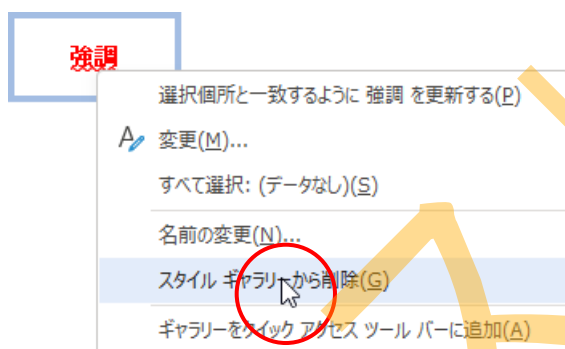 強調
選択個所と一致するように 強調 を更新する(P)
変更(M)...
すべて選択: (データなし)(S)
名前の変更(N)...
スタイル ギャラリーから削除(G)
ギャラリーをクイック アクセス ツール バーに追加(A)